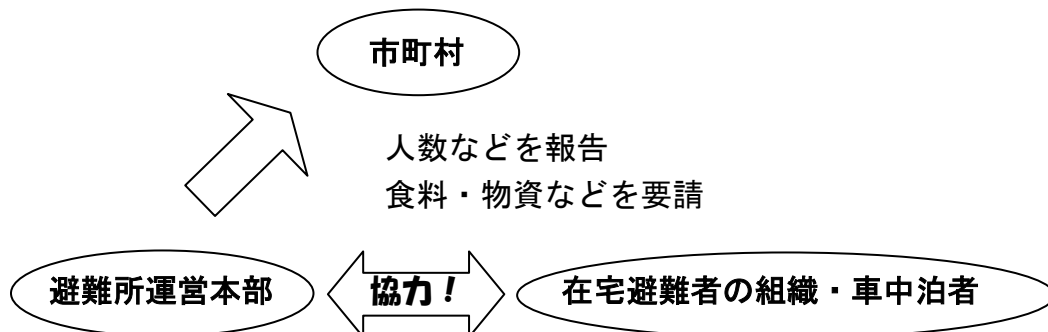 市町村
人数などを報告
食料・物資などを要請
避難所運営本部
協力！
在宅避難者の組織・車中泊者